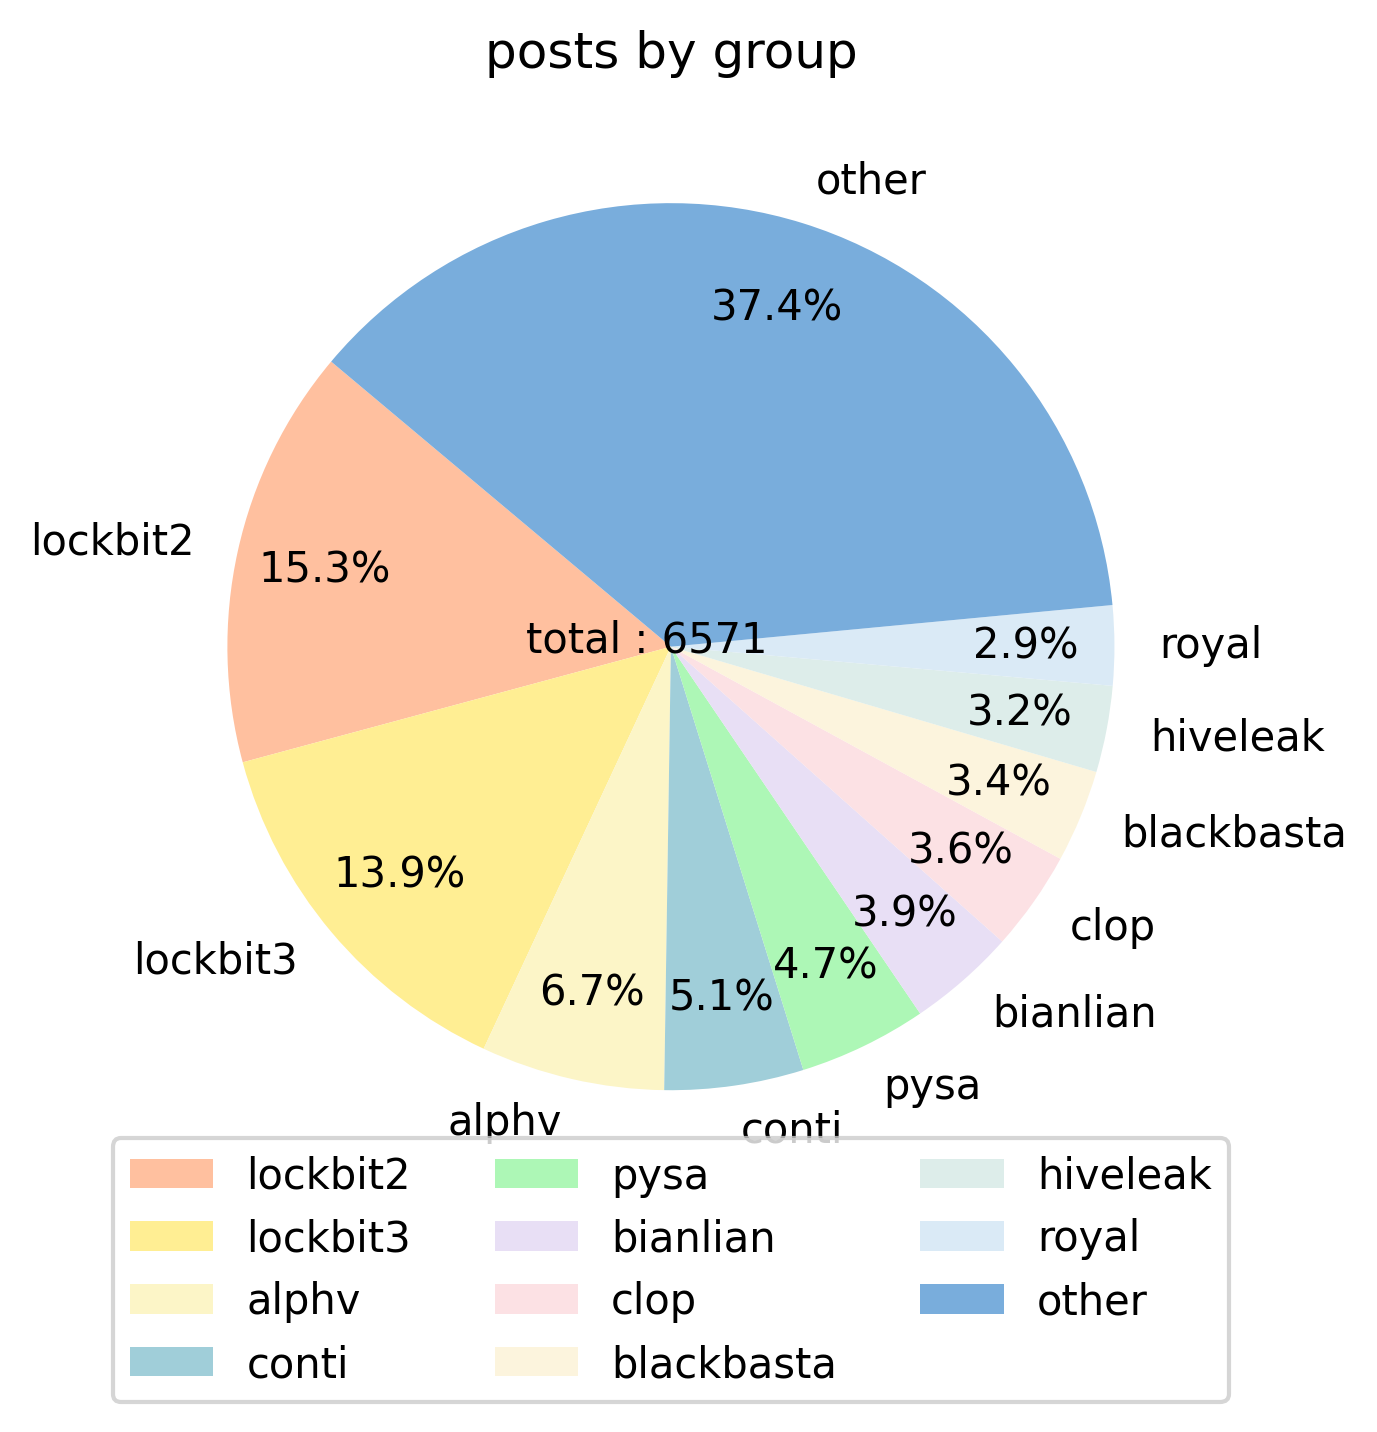 posts by group
other
37.4%
lockbit2
15.3%
total : 6571
2.9%
royal
3.2%
hiveleak
3.4%
blackbasta
3.6%
clop
3.9%
bianlian
4.7%
pysa
5.1%
conti
6.7%
alphv
13.9%
lockbit3
lockbit2
lockbit3
alphv
conti
pysa
bianlian
clop
blackbasta
hiveleak
royal
other